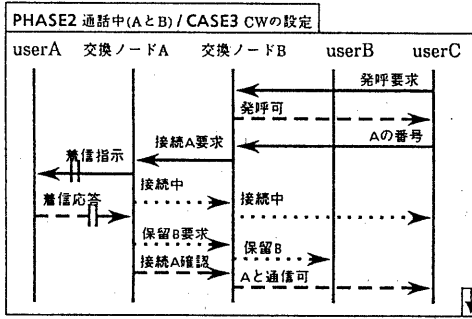 PHASE2 通話中(AとB) / CASE3 CWの設定
userA 交換ノードA 交換ノードB userB userC
発呼要求
発呼可
Aの番号
接続A要求
着信指示
接続中 接続中
着信応答
保留B要求
保留B
接続A確認
Aと通信可